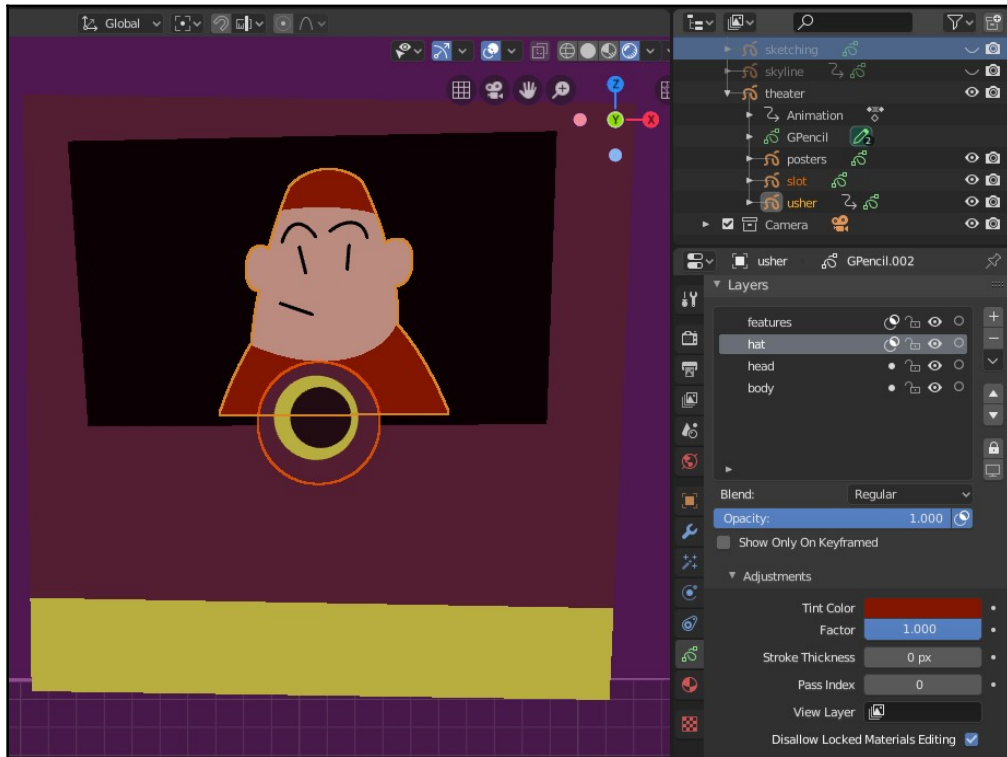 Global
sketching
skyline
theater
Animation
GPencil 2
posters
slot
usher
Camera
usher GPencil.002
Layers
features
hat
head
body
Blend: Regular
Opacity: 1.000
Show Only On Keyframed
Adjustments
Tint Color
Factor 1.000
Stroke Thickness 0 px
Pass Index 0
View Layer
Disallow Locked Materials Editing
Z
Y
X